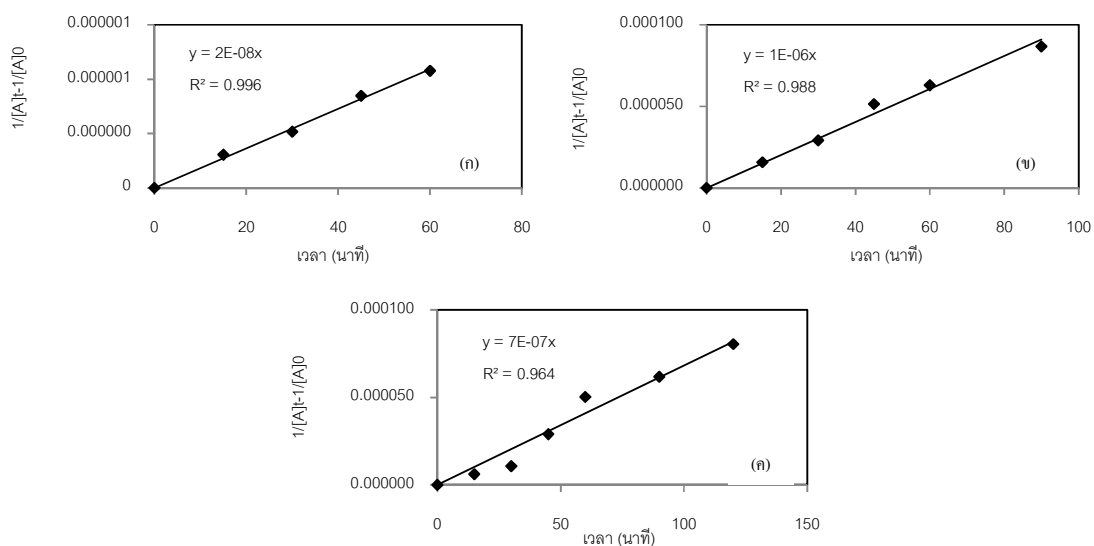 0.000001
y = 2E-08x
R² = 0.996
0.000001
0.000000
0
1/[A]t-1/[A]0
(ก)
0 20 40 60 80
เวลา (นาที)
0.000100
y = 1E-06x
R² = 0.988
0.000050
0.000000
1/[A]t-1/[A]0
(ข)
0 20 40 60 80 100
เวลา (นาที)
0.000100
y = 7E-07x
R² = 0.964
0.000050
0.000000
1/[A]t-1/[A]0
(ค)
0 50 100 150
เวลา (นาที)